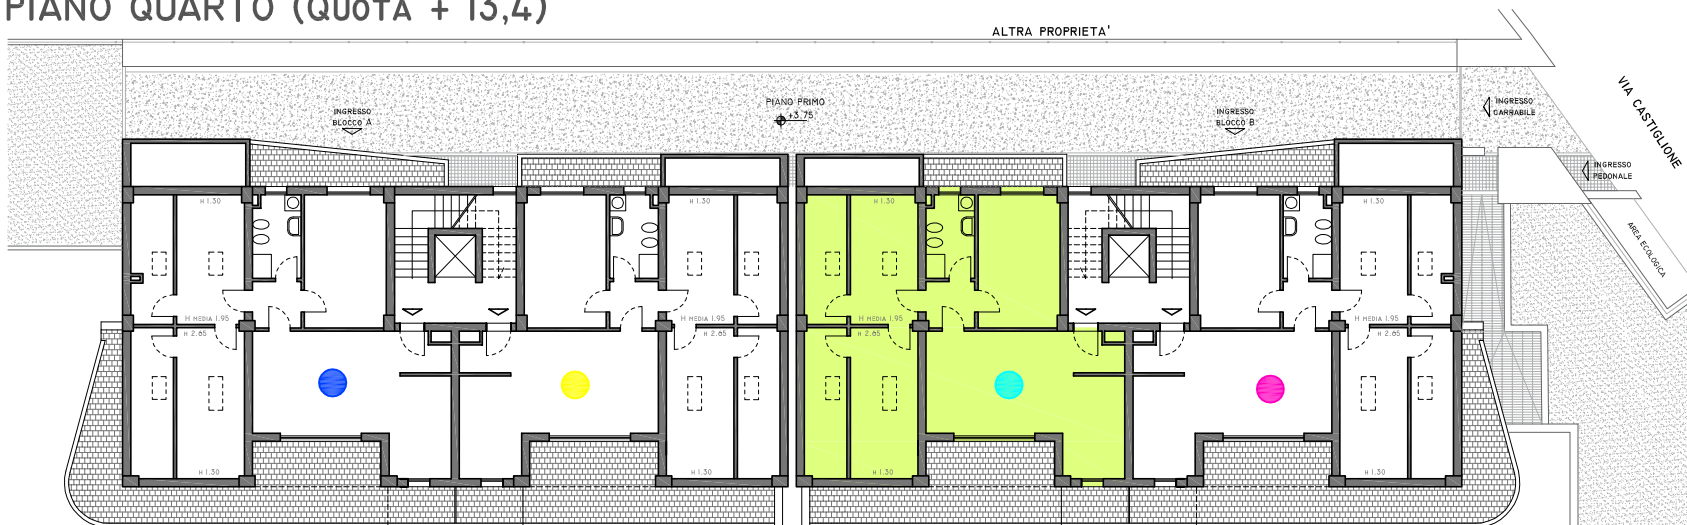 PIANO QUARTO (QUOTA + 13,4)
ALTRA PROPRIETA'
VIA CASTIGLIONE
INGRESSO
BLOCCO A
PIANO PRIMO
+3.75
INGRESSO
BLOCCO B
INGRESSO
CARRABILE
INGRESSO
PEDONALE
AREA ECOLOGICA
H 1.30
H 1.30
H 1.30
H 1.30
H MEDIA 1.95
H 2.65
H MEDIA 1.95
H 2.65
H MEDIA 1.95
H 2.65
H MEDIA 1.95
H 2.65
H 1.30
H 1.30
H 1.30
H 1.30